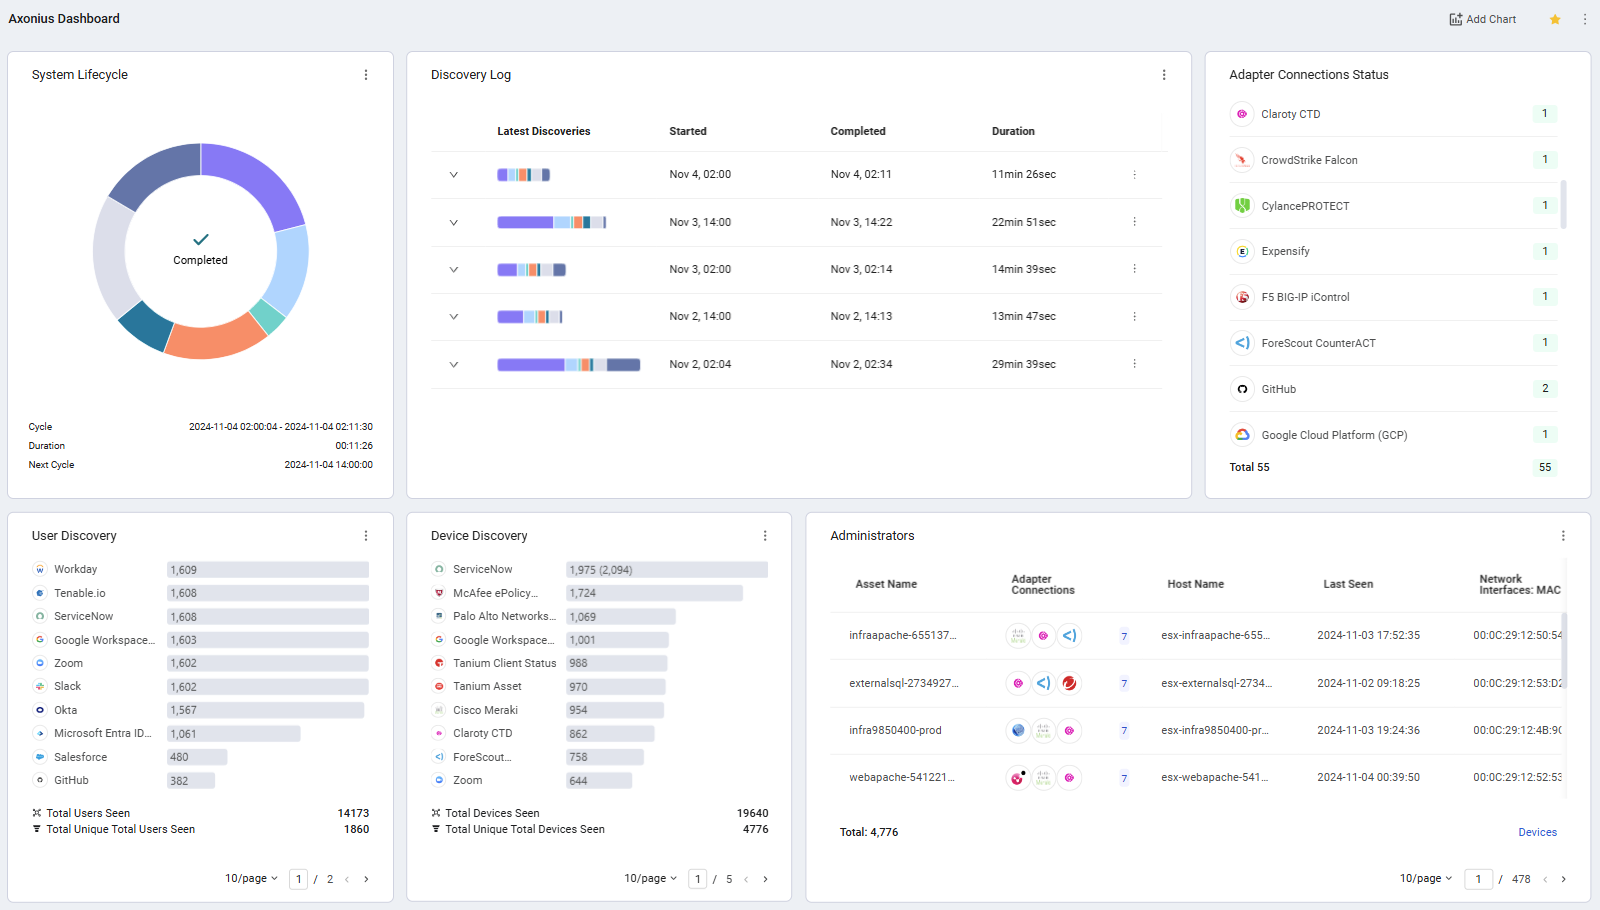 Axonius Dashboard
Add Chart
System Lifecycle
Completed
Cycle 2024-11-04 02:00:04 - 2024-11-04 02:11:30
Duration 00:11:26
Next Cycle 2024-11-04 14:00:00
Discovery Log
Latest Discoveries Started Completed Duration
Nov 4, 02:00 Nov 4, 02:11 11min 26sec
Nov 3, 14:00 Nov 3, 14:22 22min 51sec
Nov 3, 02:00 Nov 3, 02:14 14min 39sec
Nov 2, 14:00 Nov 2, 14:13 13min 47sec
Nov 2, 02:04 Nov 2, 02:34 29min 39sec
Adapter Connections Status
Claroty CTD 1
CrowdStrike Falcon 1
CylancePROTECT 1
Expensify 1
F5 BIG-IP iControl 1
ForeScout CounterACT 1
GitHub 2
Google Cloud Platform (GCP) 1
Total 55 55
User Discovery
Workday 1,609
Tenable.io 1,608
ServiceNow 1,608
Google Workspace... 1,603
Zoom 1,602
Slack 1,602
Okta 1,567
Microsoft Entra ID... 1,061
Salesforce 480
GitHub 382
Total Users Seen 14173
Total Unique Total Users Seen 1860
10/page 1 / 2
Device Discovery
ServiceNow 1,975 (2,094)
McAfee ePolicy... 1,724
Palo Alto Networks... 1,069
Google Workspace... 1,001
Tanium Client Status 988
Tanium Asset 970
Cisco Meraki 954
Claroty CTD 862
ForeScout... 758
Zoom 644
Total Devices Seen 19640
Total Unique Total Devices Seen 4776
10/page 1 / 5
Administrators
Asset Name Adapter Connections Host Name Last Seen Network Interfaces: MAC
infraapache-655137... 7 esx-infraapache-655... 2024-11-03 17:52:35 00:0C:29:12:50:54
externalsql-2734927... 7 esx-externalsql-2734... 2024-11-02 09:18:25 00:0C:29:12:53:D2
infra9850400-prod 7 esx-infra9850400-pr... 2024-11-03 19:24:36 00:0C:29:12:4B:90
webapache-541221... 7 esx-webapache-541... 2024-11-04 00:39:50 00:0C:29:12:52:53
Total: 4,776 Devices
10/page 1 / 478